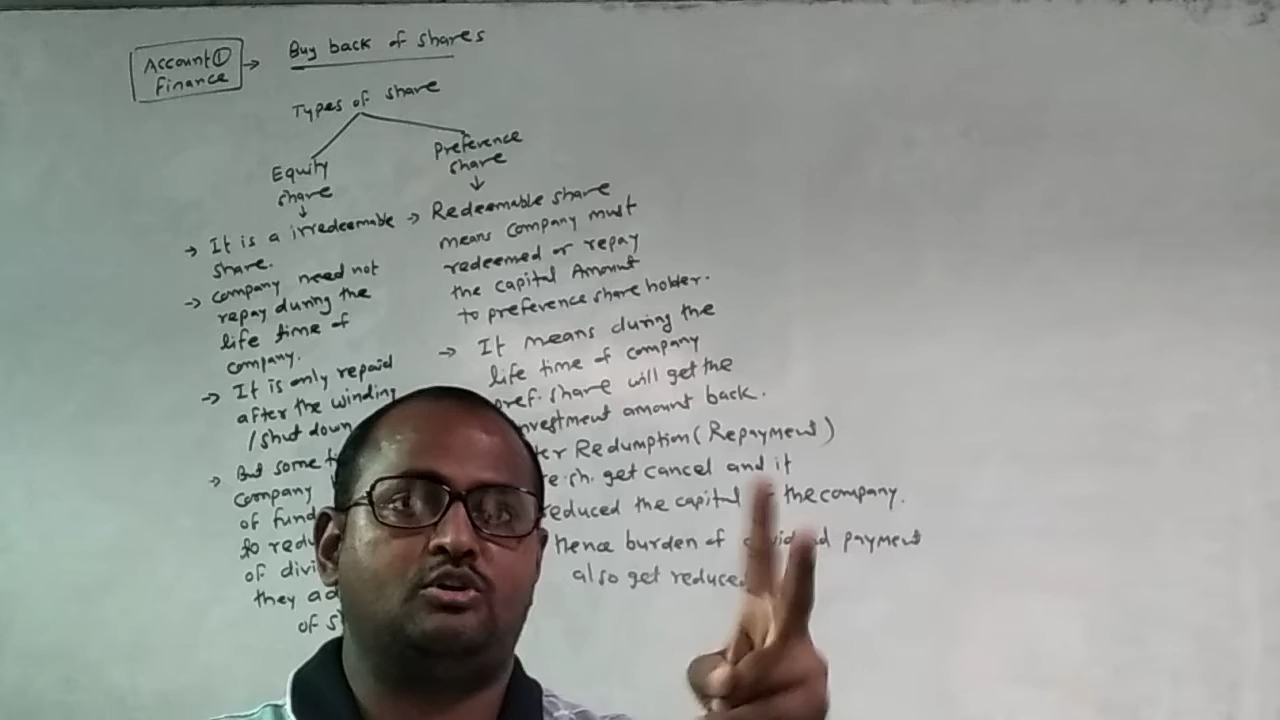 Account ①
Finance
→ Buy back of shares
Types of share
Equity
share
↓
→ It is a irredeemable
share.
→ company need not
repay during the
life time of
company.
→ It is only repaid
after the winding
/shut down
→ But some
company
of fund
to
of
they
of
Preference
share
↓
→ Redeemable share
means company must
redeemed or repay
the capital Amount
to preference share holder.
→ It means during the
life time of company
pref. share will get the
investment amount back.
Redumption (Repayment)
sh. get cancel and it
reduced the capital the company.
hence burden of payment
also get reduced